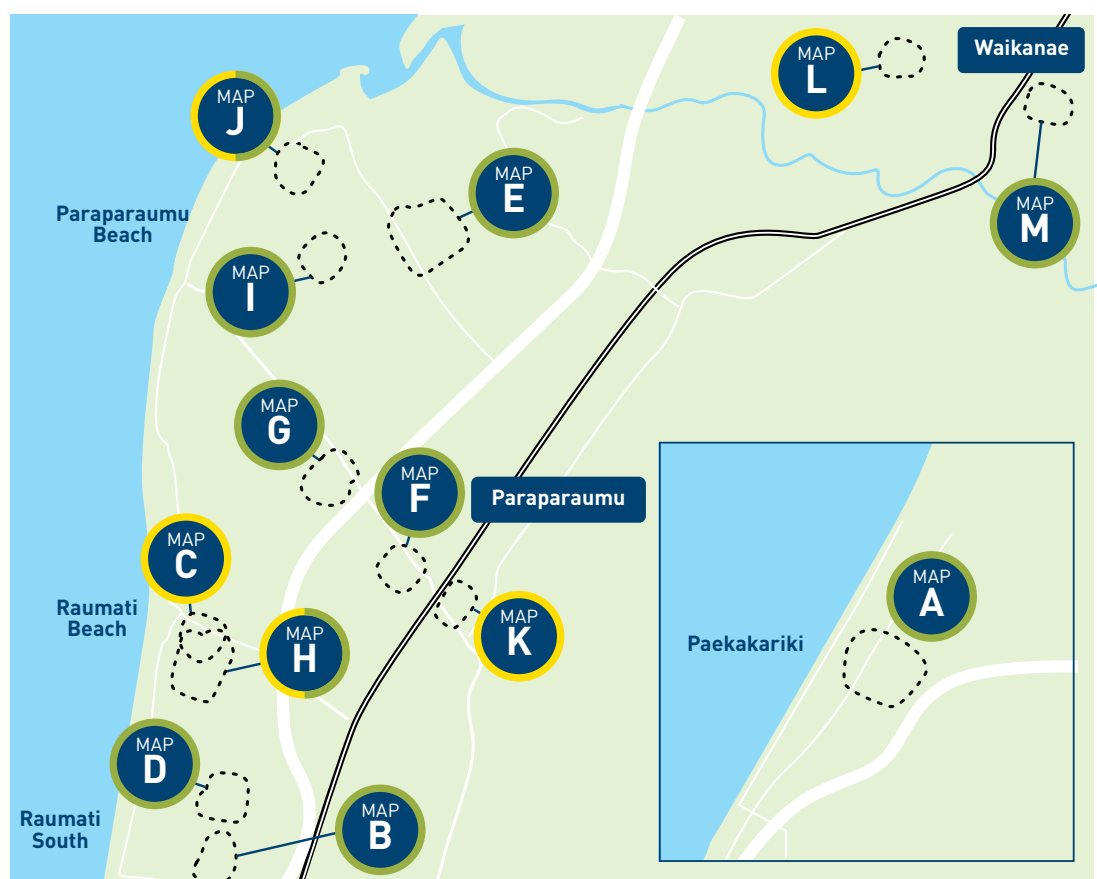 Waikanae
MAP
L
MAP
J
MAP
E
MAP
M
Paraparaumu
Beach
MAP
I
MAP
G
MAP
F
Paraparaumu
MAP
C
Raumati
Beach
MAP
H
MAP
K
MAP
A
Paekakariki
MAP
D
Raumati
South
MAP
B